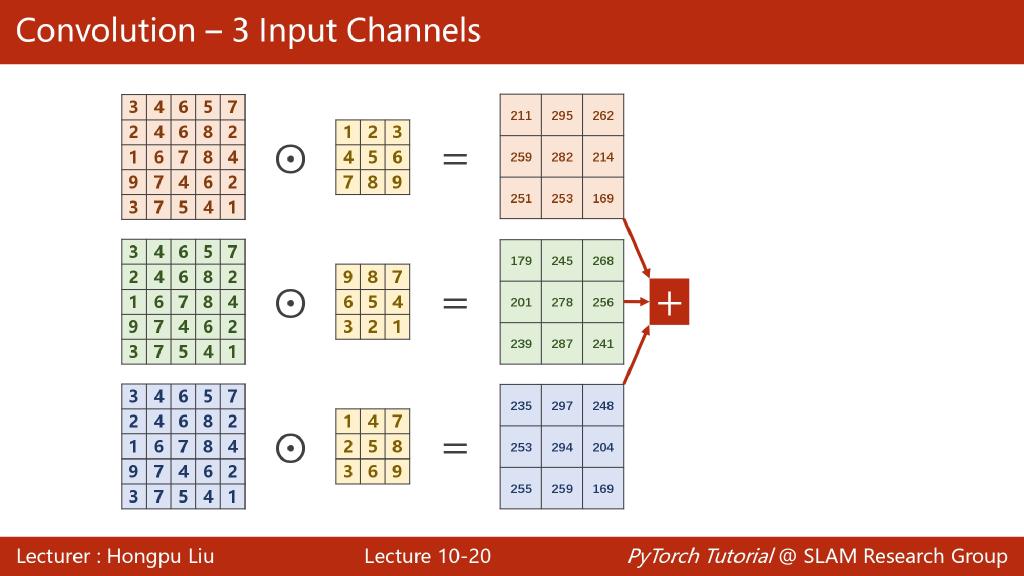 Convolution – 3 Input Channels
3 4 6 5 7
2 4 6 8 2
1 6 7 8 4
9 7 4 6 2
3 7 5 4 1
⊙
1 2 3
4 5 6
7 8 9
=
211 295 262
259 282 214
251 253 169
3 4 6 5 7
2 4 6 8 2
1 6 7 8 4
9 7 4 6 2
3 7 5 4 1
⊙
9 8 7
6 5 4
3 2 1
=
179 245 268
201 278 256
239 287 241
+
3 4 6 5 7
2 4 6 8 2
1 6 7 8 4
9 7 4 6 2
3 7 5 4 1
⊙
1 4 7
2 5 8
3 6 9
=
235 297 248
253 294 204
255 259 169
Lecturer : Hongpu Liu
Lecture 10-20
PyTorch Tutorial @ SLAM Research Group